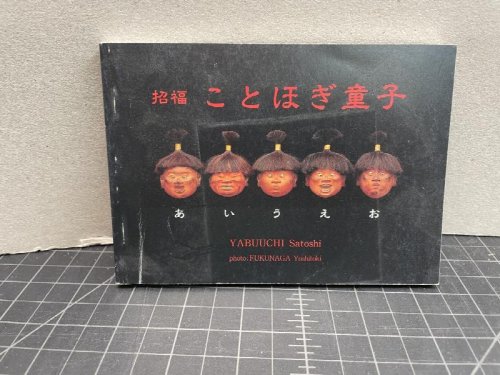 招福 ことほぎ童子
あ い う え お
YABUUCHI Satoshi
photo:FUKUNAGA Yoshitoki